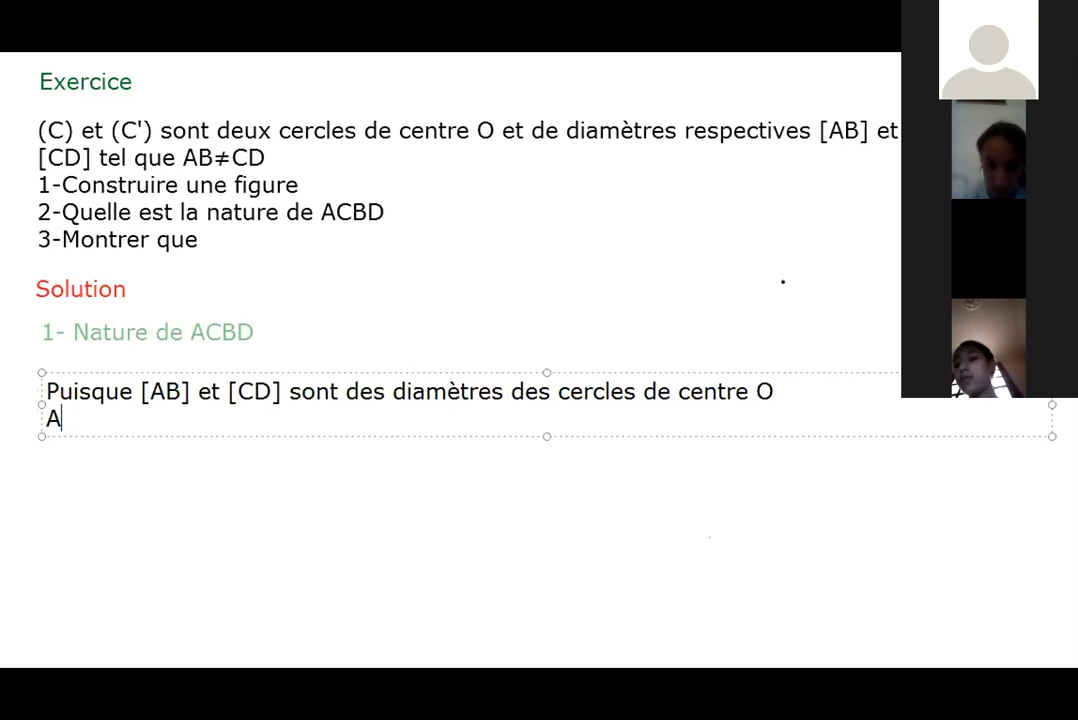 Exercice
(C) et (C') sont deux cercles de centre O et de diamètres respectives [AB] et
[CD] tel que AB≠CD
1-Construire une figure
2-Quelle est la nature de ACBD
3-Montrer que
Solution
1- Nature de ACBD
Puisque [AB] et [CD] sont des diamètres des cercles de centre O
A